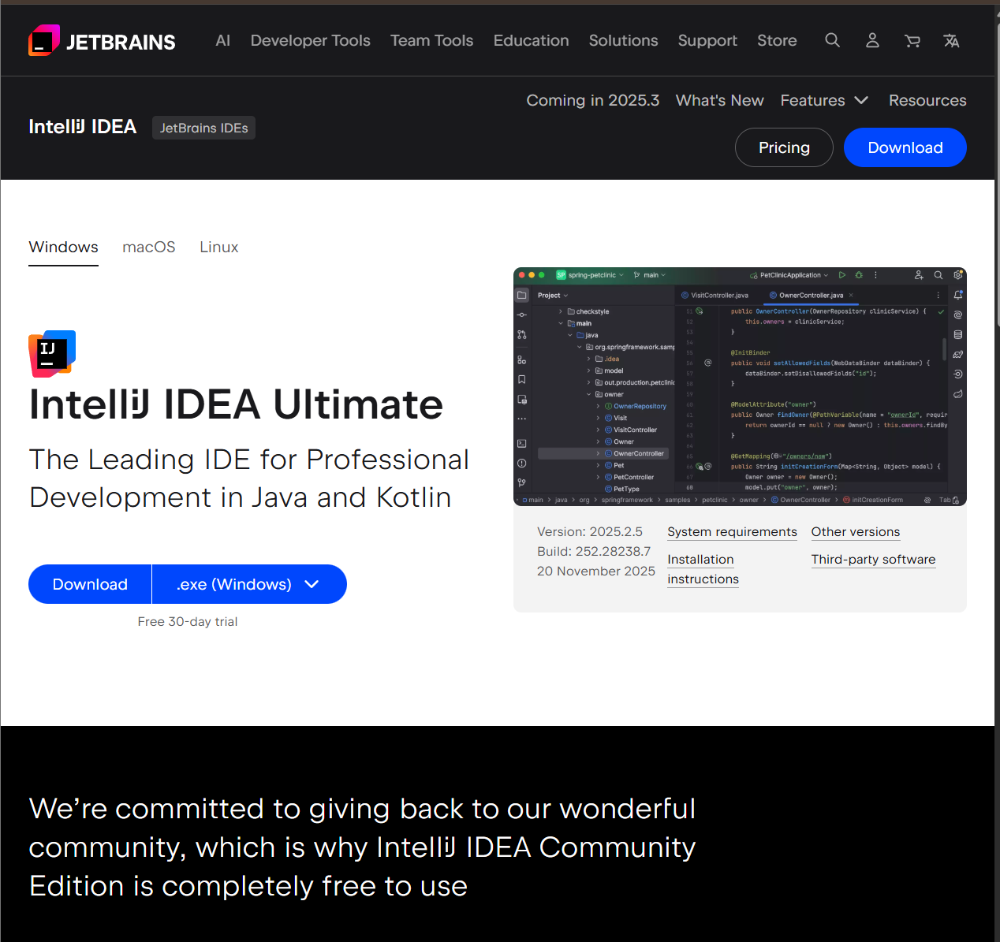 JETBRAINS
AI Developer Tools Team Tools Education Solutions Support Store
Coming in 2025.3 What's New Features Resources
IntelliJ IDEA JetBrains IDEs
Pricing Download
Windows macOS Linux
IJ
IntelliJ IDEA Ultimate
The Leading IDE for Professional
Development in Java and Kotlin
Download .exe (Windows)
Free 30-day trial
SP spring-petclinic main PetClinicApplication
Project VisitController.java OwnerController.java
checkstyle
main
java
org.springframework.samp
.idea
model
out.production.petclinic
owner
OwnerRepository
Visit
VisitController
Owner
OwnerController
Pet
PetController
PetType
51 public OwnerController(OwnerRepository clinicService) {
52 this.owners = clinicService;
53 }
54
55 @InitBinder
56 public void setAllowedFields(WebDataBinder dataBinder) {
57 dataBinder.setDisallowedFields("id");
58 }
59
60 @ModelAttribute("owner")
61 public Owner findOwner(@PathVariable(name = "ownerId", requir
62 return ownerId == null ? new Owner() : this.owners.findBy
63 }
64
65 @GetMapping("/owners/new")
66 public String initCreationForm(Map<String, Object> model) {
67 Owner owner = new Owner();
68 model.put("owner", owner);
main > java > org > springframework > samples > petclinic > owner > OwnerController > initCreationForm Tab
Version: 2025.2.5
Build: 252.28238.7
20 November 2025
System requirements
Installation
instructions
Other versions
Third-party software
We’re committed to giving back to our wonderful
community, which is why IntelliJ IDEA Community
Edition is completely free to use